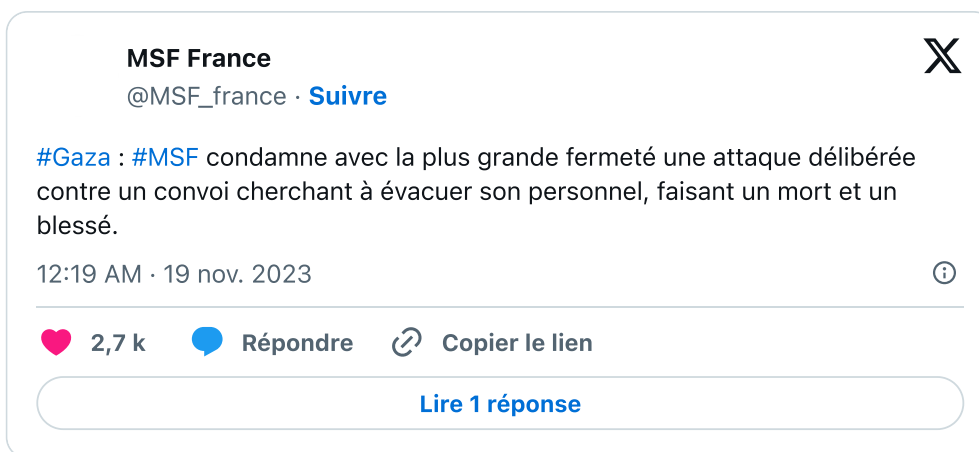 MSF France
@MSF_france · Suivre
#Gaza : #MSF condamne avec la plus grande fermeté une attaque délibérée
contre un convoi cherchant à évacuer son personnel, faisant un mort et un
blessé.
12:19 AM · 19 nov. 2023
2,7 k Répondre Copier le lien
Lire 1 réponse